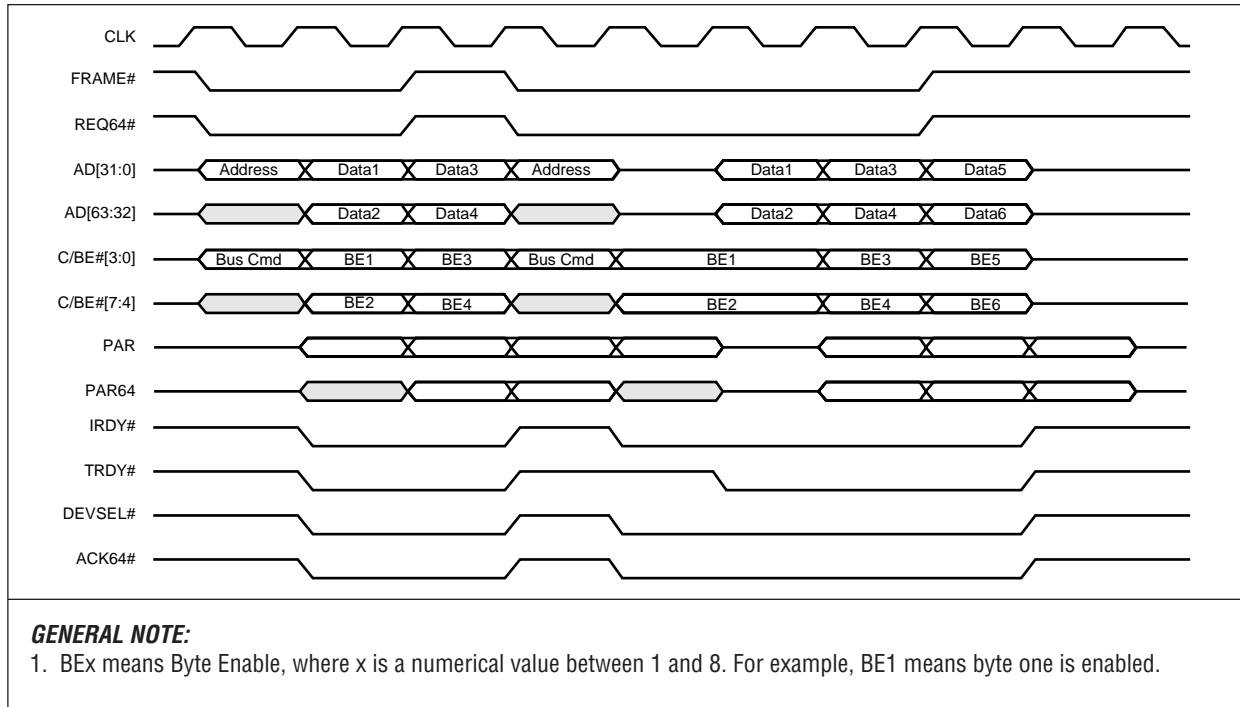 CLK
FRAME#
REQ64#
AD[31:0] Address Data1 Data3 Address Data1 Data3 Data5
AD[63:32] Data2 Data4 Data2 Data4 Data6
C/BE#[3:0] Bus Cmd BE1 BE3 Bus Cmd BE1 BE3 BE5
C/BE#[7:4] BE2 BE4 BE2 BE4 BE6
PAR
PAR64
IRDY#
TRDY#
DEVSEL#
ACK64#
GENERAL NOTE:
1. BEx means Byte Enable, where x is a numerical value between 1 and 8. For example, BE1 means byte one is enabled.